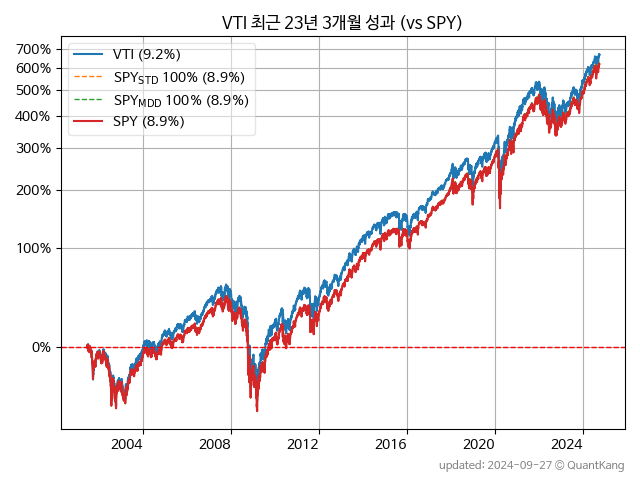 VTI 최근 23년 3개월 성과 (vs SPY)
700%
600%
500%
400%
300%
200%
100%
0%
VTI (9.2%)
SPY_STD 100% (8.9%)
SPY_MDD 100% (8.9%)
SPY (8.9%)
2004 2008 2012 2016 2020 2024
updated: 2024-09-27 © QuantKang